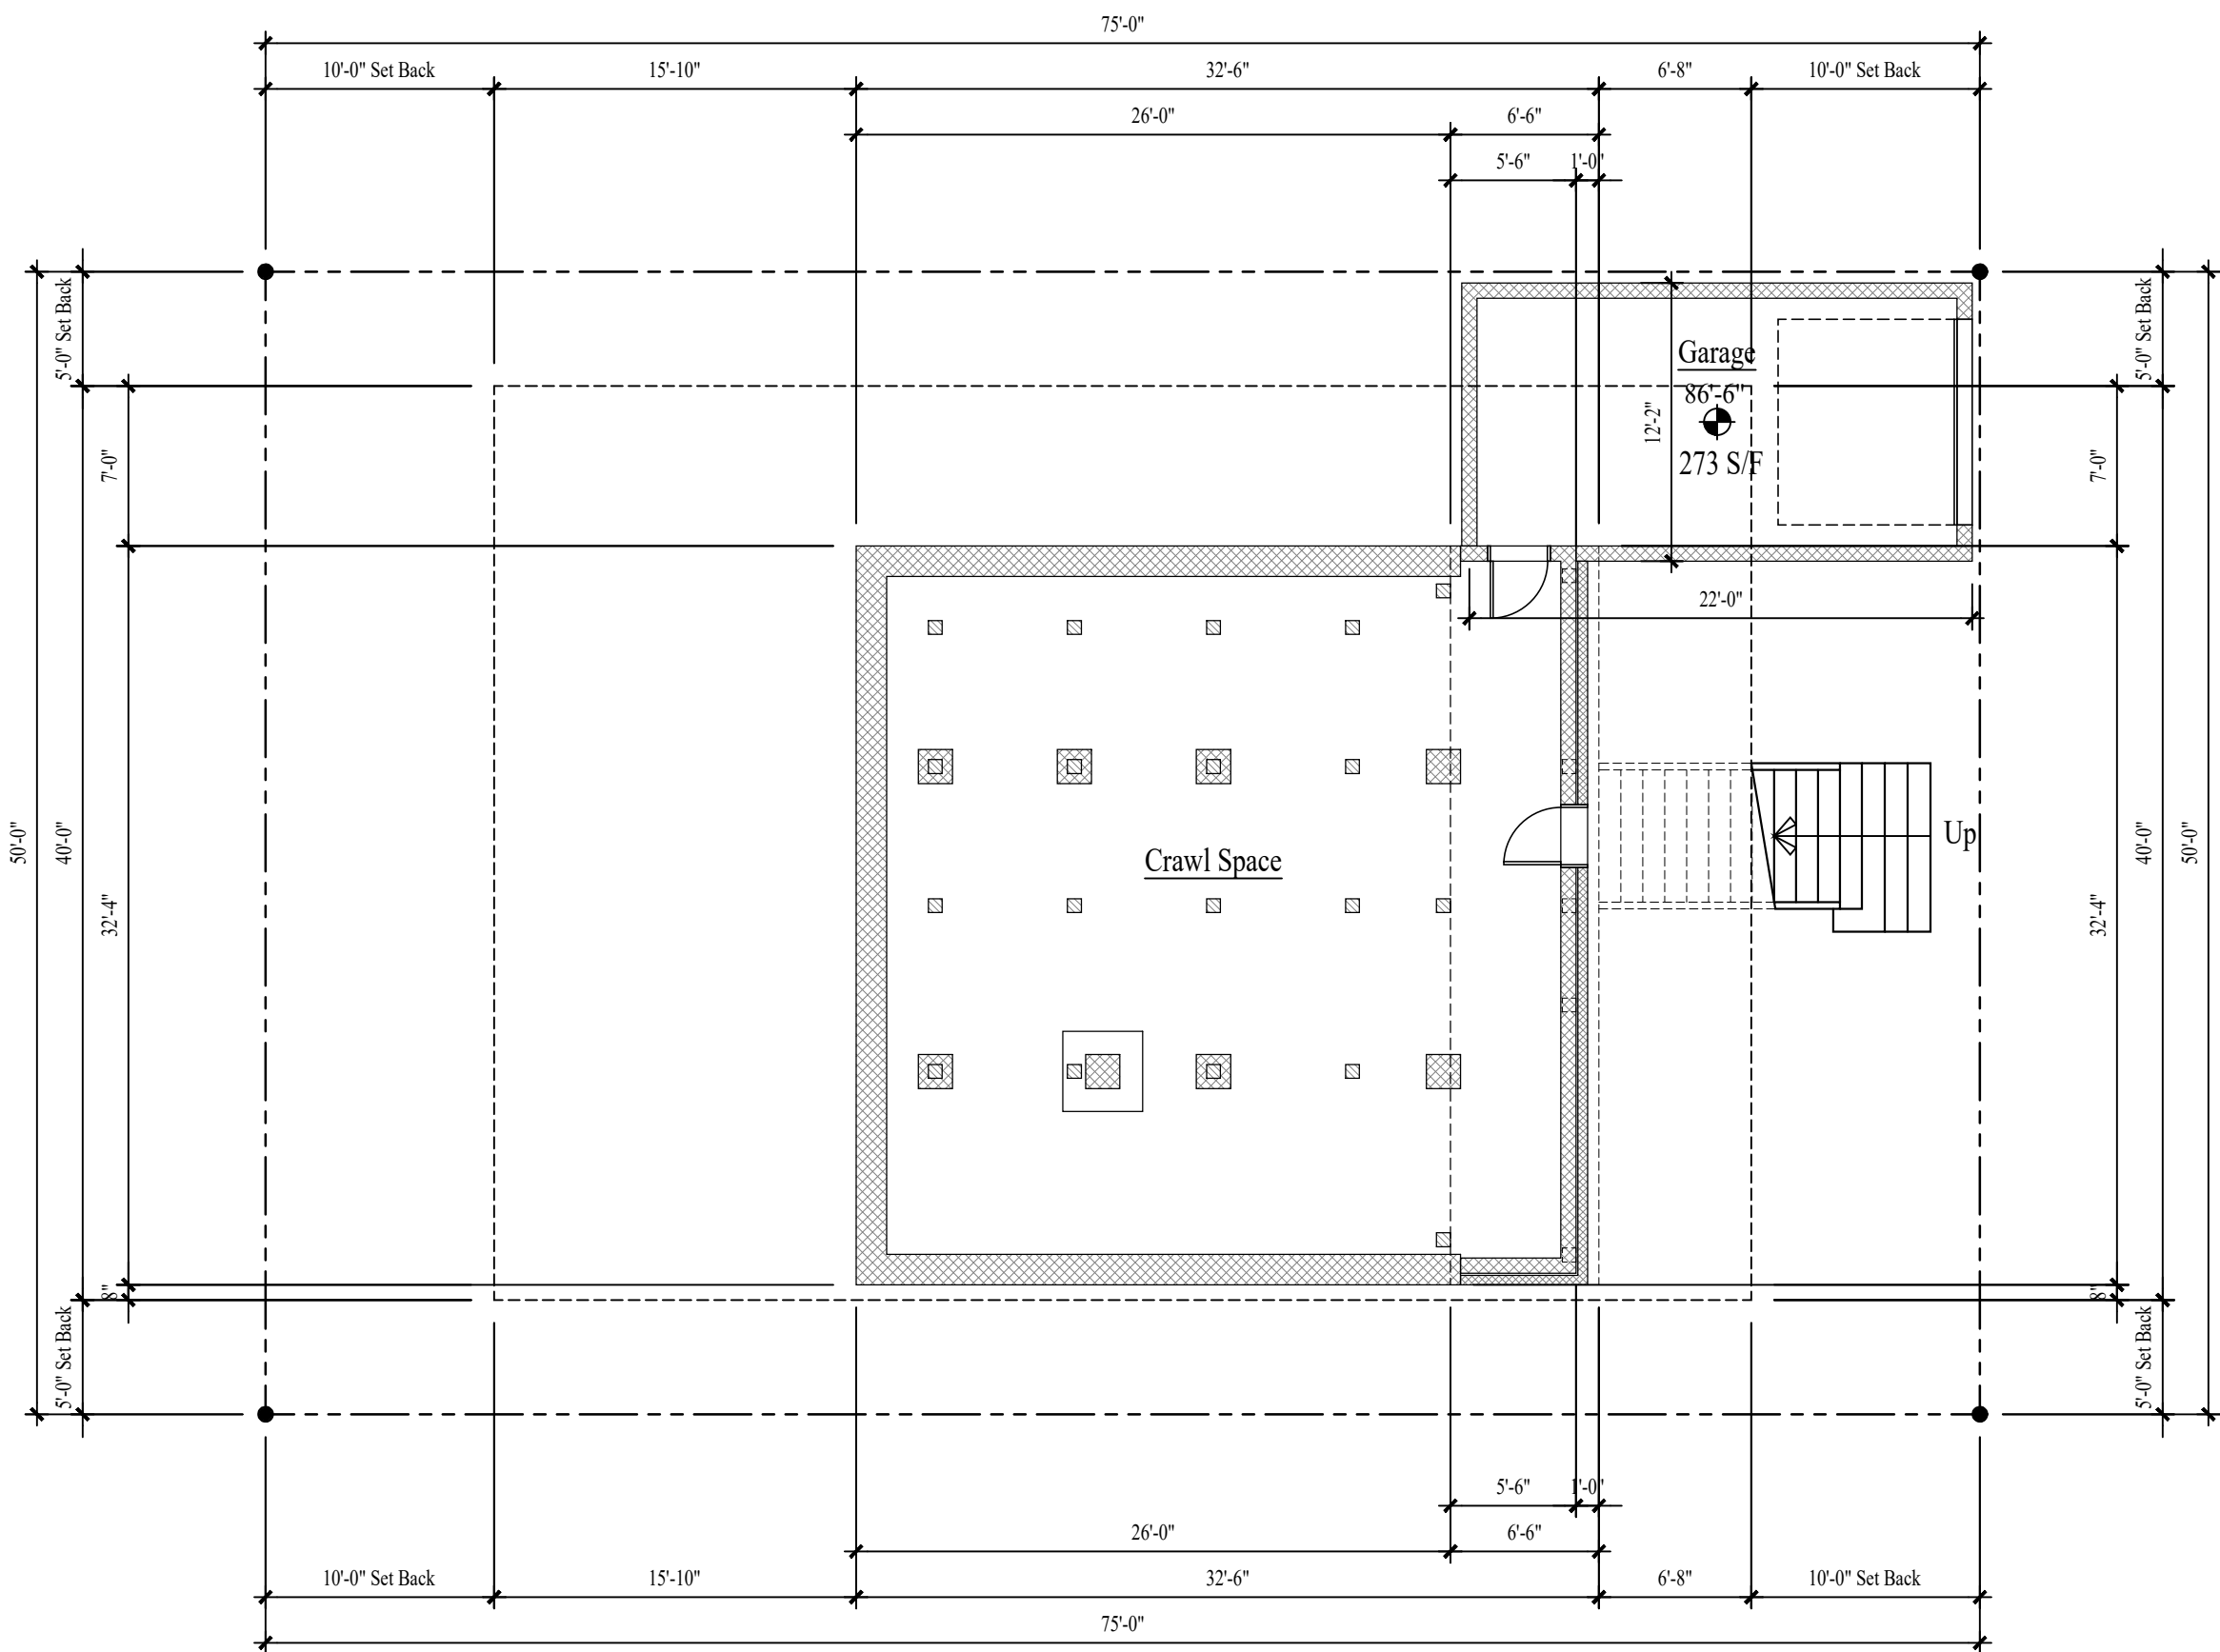 75'-0"
10'-0" Set Back
15'-10"
32'-6"
6'-8"
10'-0" Set Back
26'-0"
6'-6"
5'-6"
1'-0"
5'-0" Set Back
5'-0" Set Back
Garage
86'-6"
12'-2"
273 S/F
7'-0"
7'-0"
22'-0"
50'-0"
40'-0"
32'-4"
Crawl Space
Up
32'-4"
40'-0"
50'-0"
8"
8"
5'-0" Set Back
5'-0" Set Back
5'-6"
1'-0"
26'-0"
6'-6"
10'-0" Set Back
15'-10"
32'-6"
6'-8"
10'-0" Set Back
75'-0"